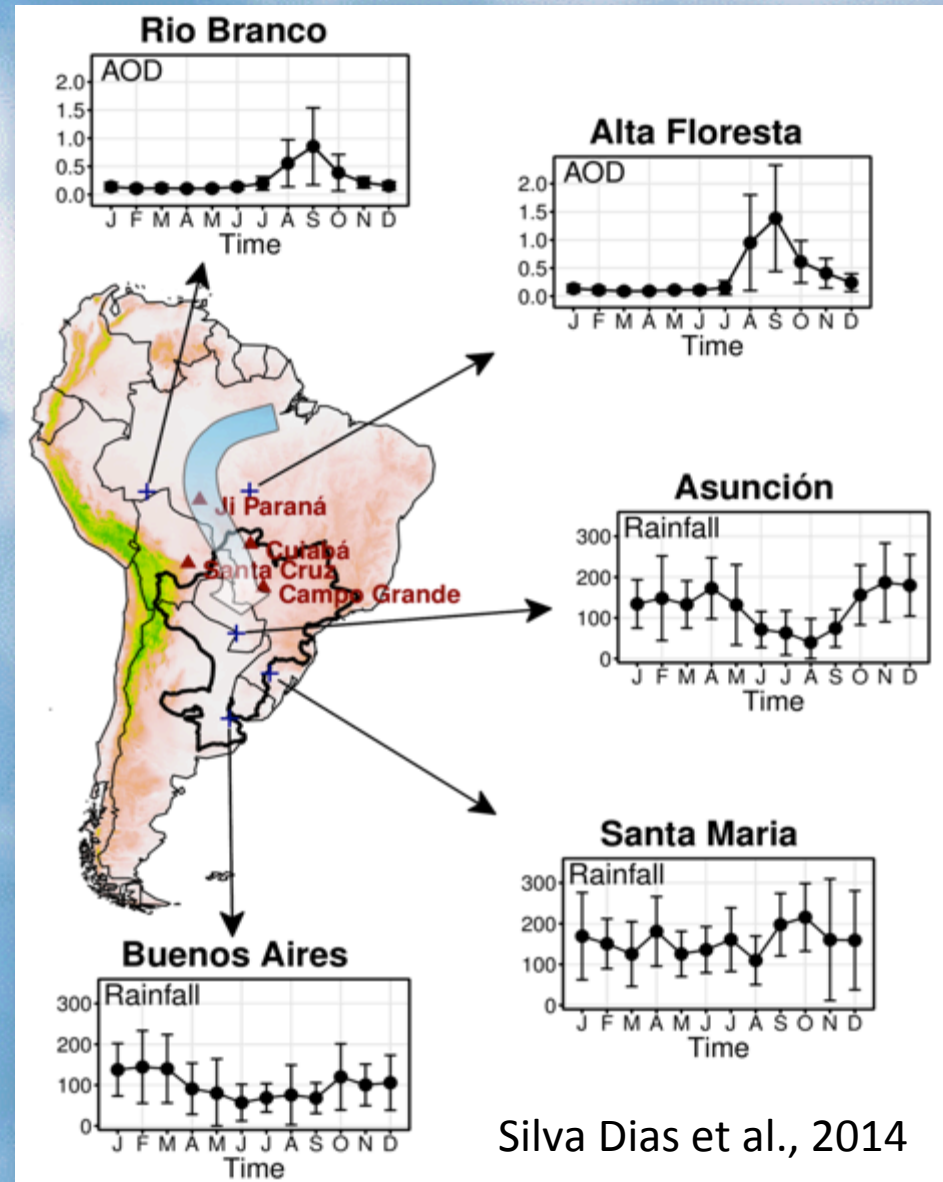 Rio Branco
AOD
2.0
1.5
1.0
0.5
0.0
J F M A M J J A S O N D
Time
Alta Floresta
AOD
2.0
1.5
1.0
0.5
0.0
J F M A M J J A S O N D
Time
Ji Paraná
Cuiabá
Santa Cruz
Campo Grande
Asunción
Rainfall
300
200
100
0
J F M A M J J A S O N D
Time
Santa Maria
Rainfall
300
200
100
0
J F M A M J J A S O N D
Time
Buenos Aires
Rainfall
300
200
100
0
J F M A M J J A S O N D
Time
Silva Dias et al., 2014